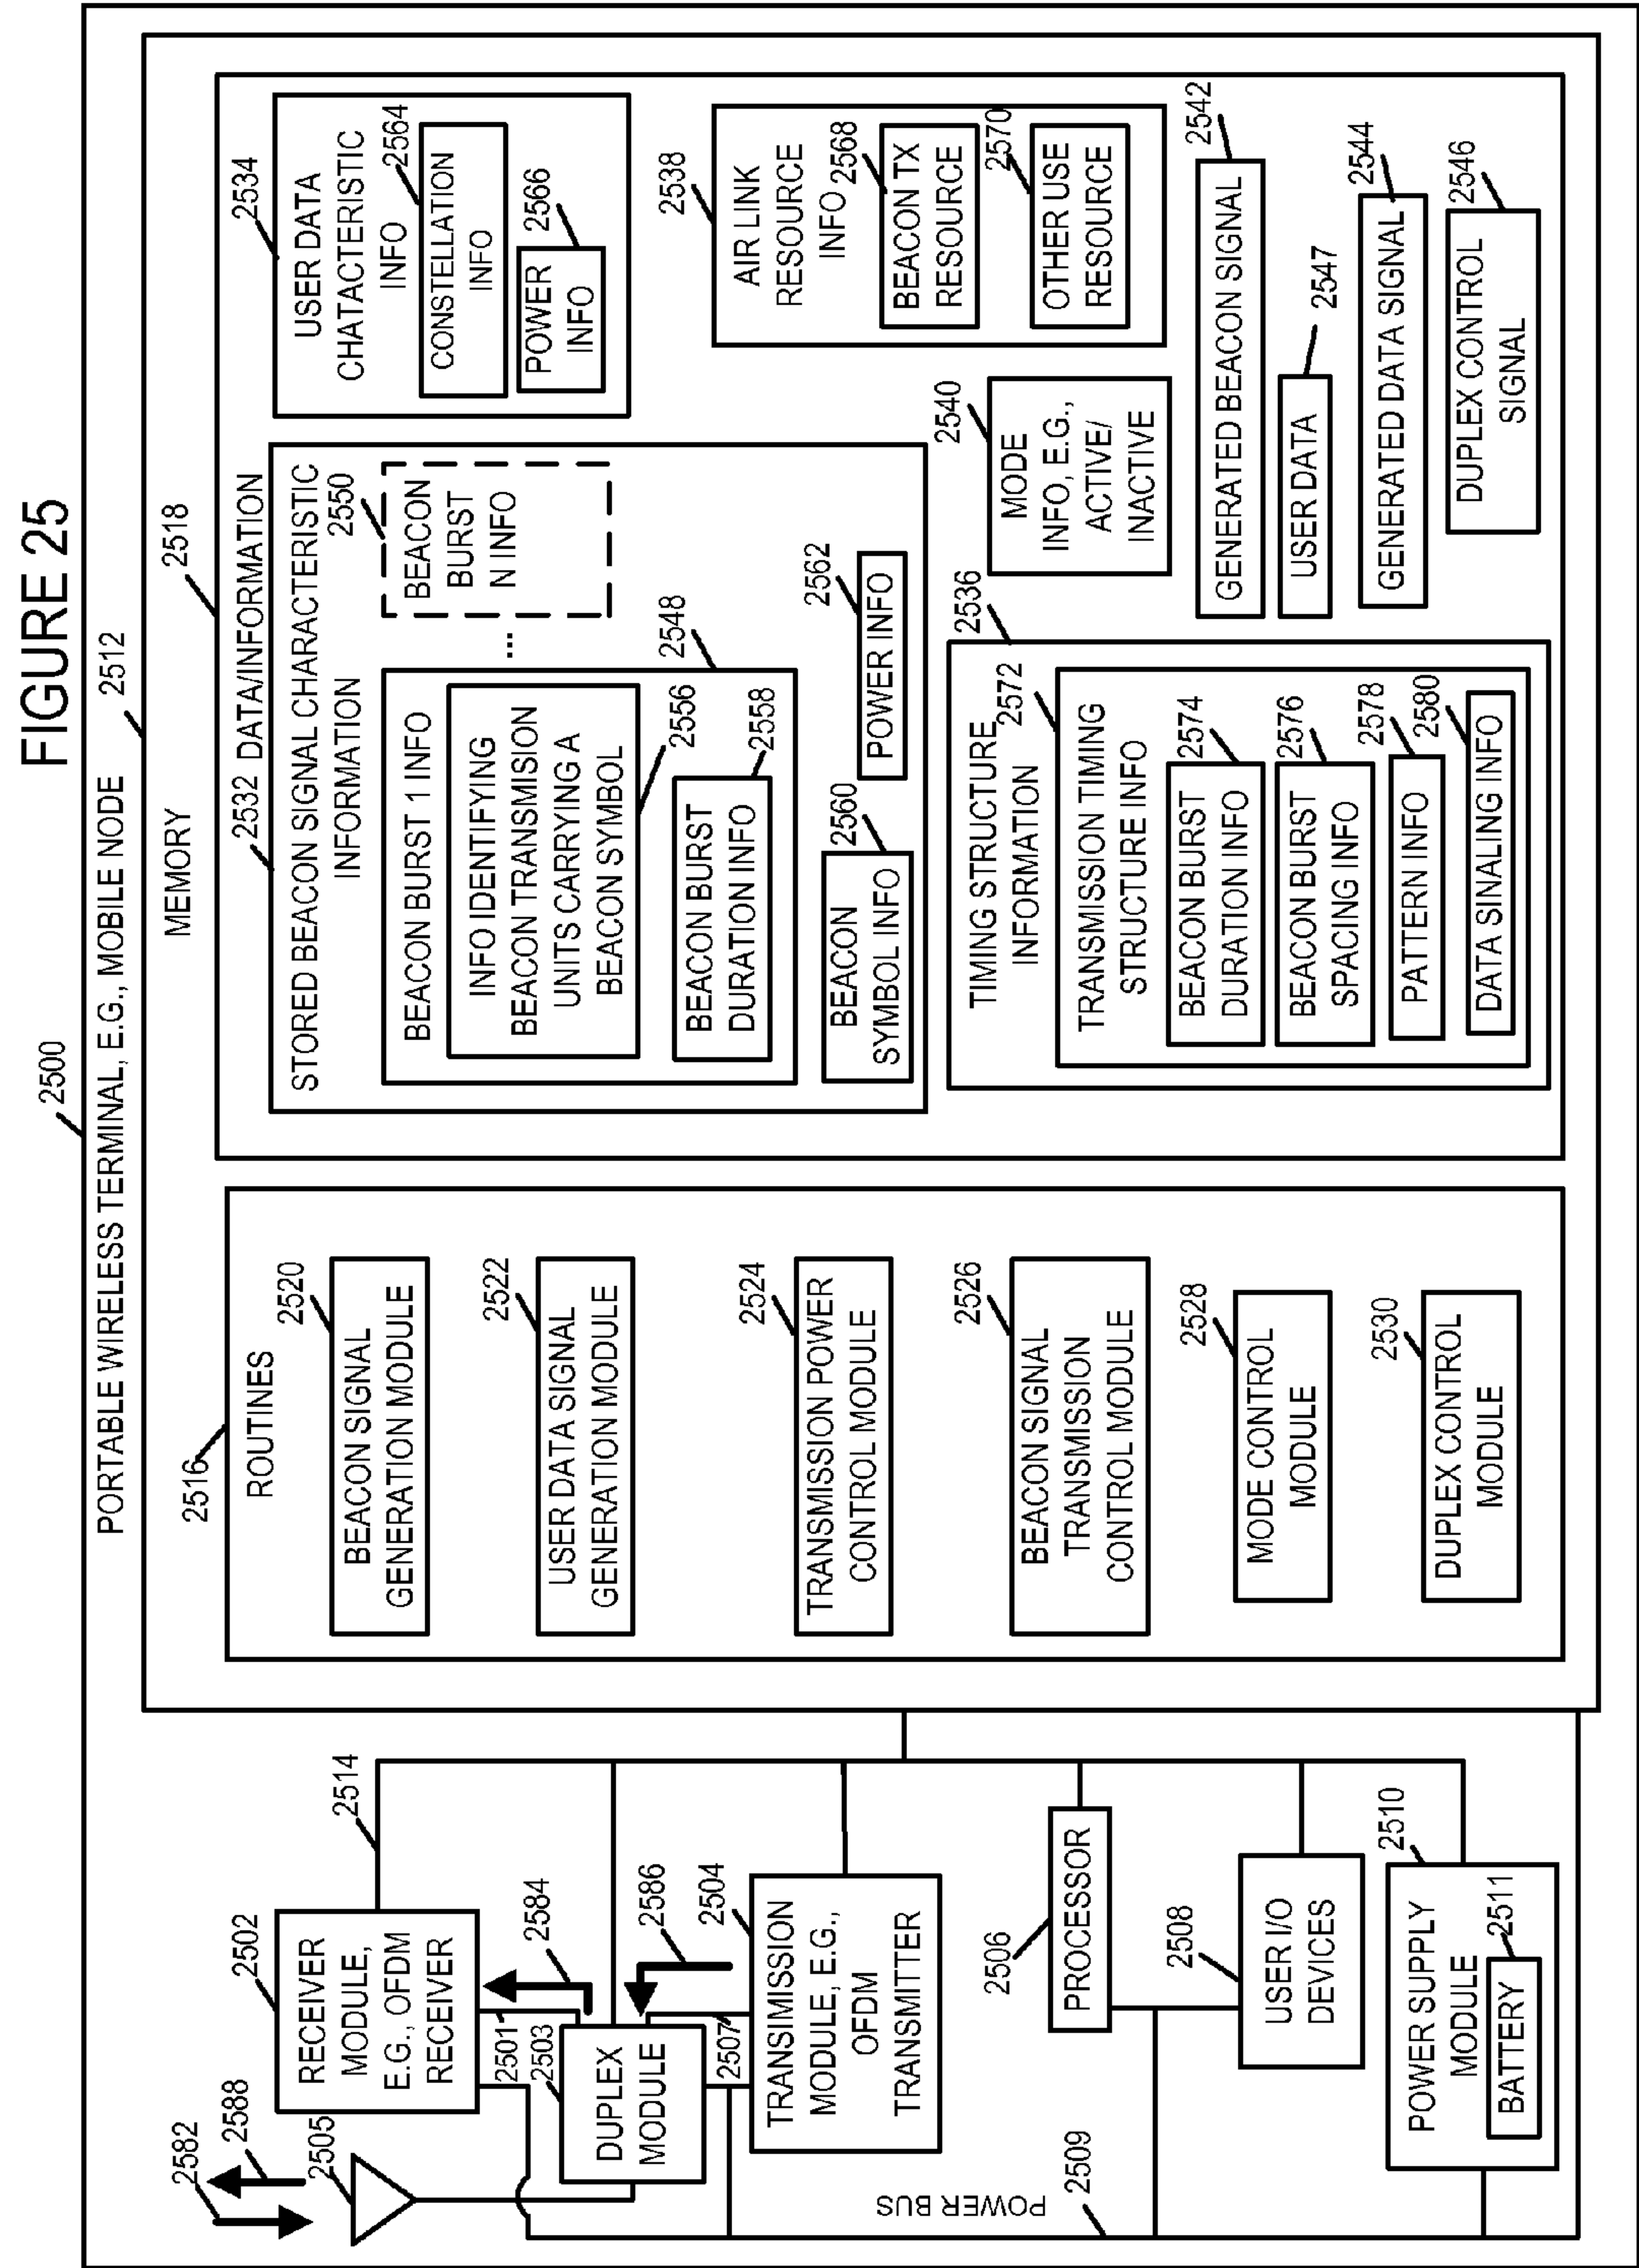 FIGURE 25
2500
PORTABLE WIRELESS TERMINAL, E.G., MOBILE NODE
2512
2582
2588
2505
2502
RECEIVER
MODULE,
E.G., OFDM
RECEIVER
2514
2501
2584
2503
DUPLEX
MODULE
2586
2507
2504
TRANSIMISSION
MODULE, E.G.,
OFDM
TRANSMITTER
POWER BUS
2509
2506
PROCESSOR
2508
USER I/O
DEVICES
2510
POWER SUPPLY
MODULE
2511
BATTERY
MEMORY
2516
ROUTINES
2520
BEACON SIGNAL
GENERATION MODULE
2522
USER DATA SIGNAL
GENERATION MODULE
2524
TRANSMISSION POWER
CONTROL MODULE
2526
BEACON SIGNAL
TRANSMISSION
CONTROL MODULE
2528
MODE CONTROL
MODULE
2530
DUPLEX CONTROL
MODULE
2518
DATA/INFORMATION
2532
STORED BEACON SIGNAL CHARACTERISTIC
INFORMATION
BEACON BURST 1 INFO
2548
INFO IDENTIFYING
BEACON TRANSMISION
UNITS CARRYING A
BEACON SYMBOL
2556
BEACON BURST
DURATION INFO
2558
...
2550
BEACON
BURST
N INFO
2560
BEACON
SYMBOL INFO
2562
POWER INFO
2534
USER DATA
CHATACTERISTIC
INFO
2564
CONSTELLATION
INFO
2566
POWER
INFO
2536
TIMING STRUCTURE
INFORMATION
2572
TRANSMISSION TIMING
STRUCTURE INFO
2574
BEACON BURST
DURATION INFO
2576
BEACON BURST
SPACING INFO
2578
PATTERN INFO
2580
DATA SINALING INFO
2538
AIR LINK
RESOURCE
INFO
2568
BEACON TX
RESOURCE
2570
OTHER USE
RESOURCE
2540
MODE
INFO, E.G.,
ACTIVE/
INACTIVE
2542
GENERATED BEACON SIGNAL
2547
USER DATA
2544
GENERATED DATA SIGNAL
2546
DUPLEX CONTROL
SIGNAL